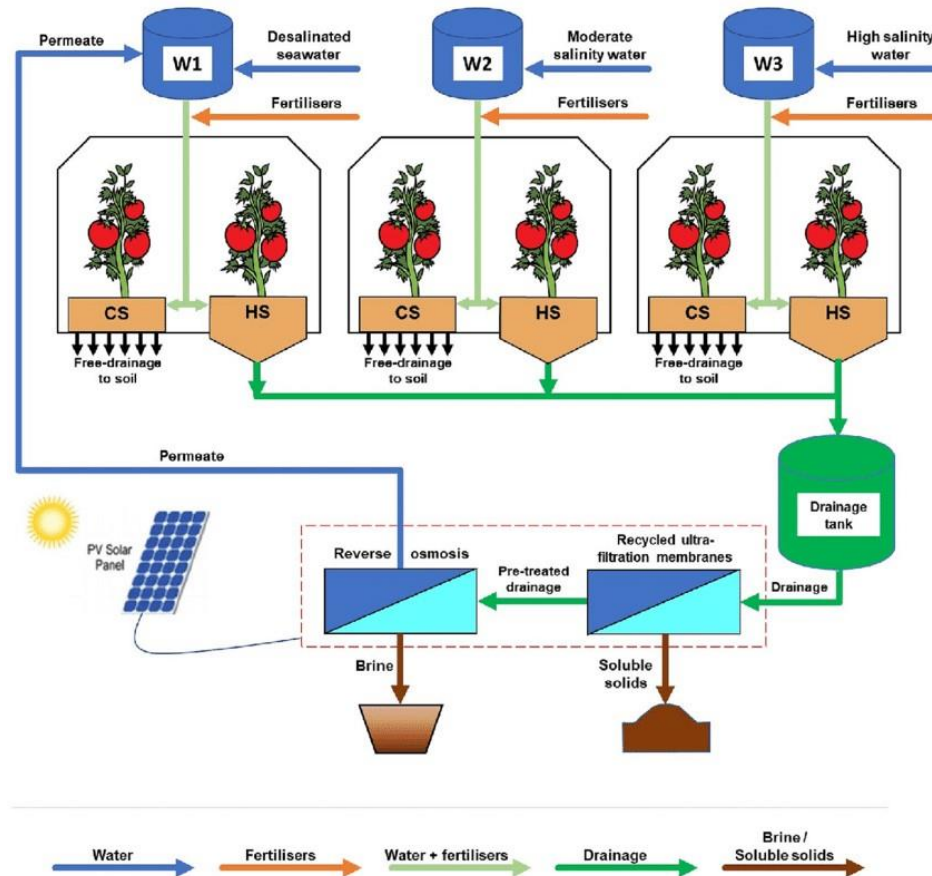 Permeate
W1
Desalinated
seawater
W2
Moderate
salinity water
W3
High salinity
water
Fertilisers
Fertilisers
Fertilisers
CS
HS
CS
HS
CS
HS
Free-drainage
to soil
Free-drainage
to soil
Free-drainage
to soil
Permeate
Drainage
tank
PV Solar
Panel
Reverse osmosis
Recycled ultra-
filtration membranes
Pre-treated
drainage
Drainage
Brine
Soluble
solids
Water
Fertilisers
Water + fertilisers
Drainage
Brine /
Soluble solids